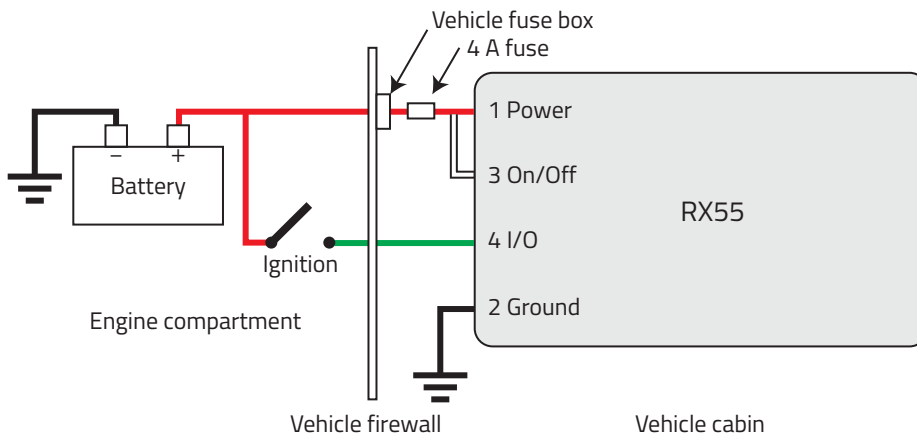 Vehicle fuse box
4 A fuse
1 Power
− +
Battery
3 On/Off
RX55
4 I/O
Ignition
2 Ground
Engine compartment
Vehicle firewall
Vehicle cabin